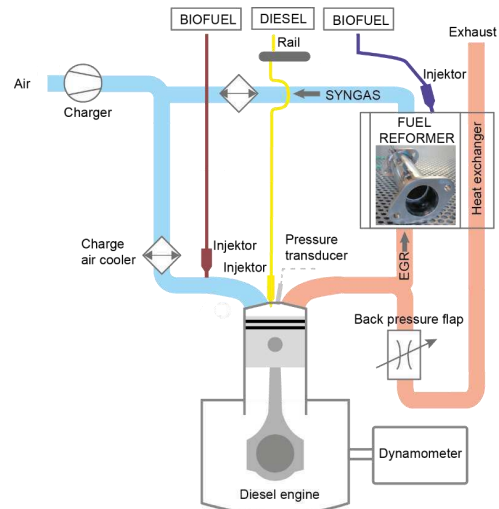 BIOFUEL
DIESEL
BIOFUEL
Exhaust
Rail
Air
Charger
SYNGAS
Injektor
FUEL
REFORMER
Heat exchanger
Charge
air cooler
Injektor
Injektor
Pressure
transducer
EGR
Back pressure flap
Dynamometer
Diesel engine